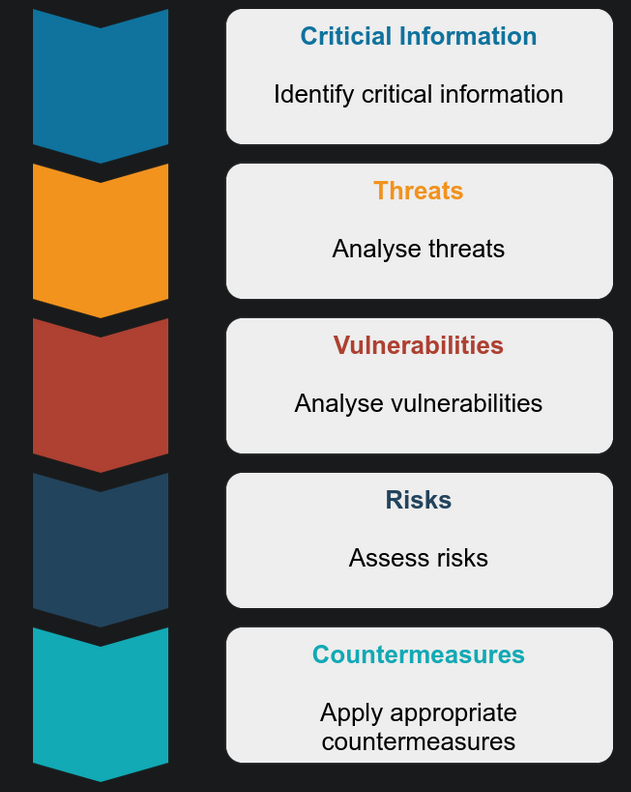 Criticial Information
Identify critical information
Threats
Analyse threats
Vulnerabilities
Analyse vulnerabilities
Risks
Assess risks
Countermeasures
Apply appropriate
countermeasures